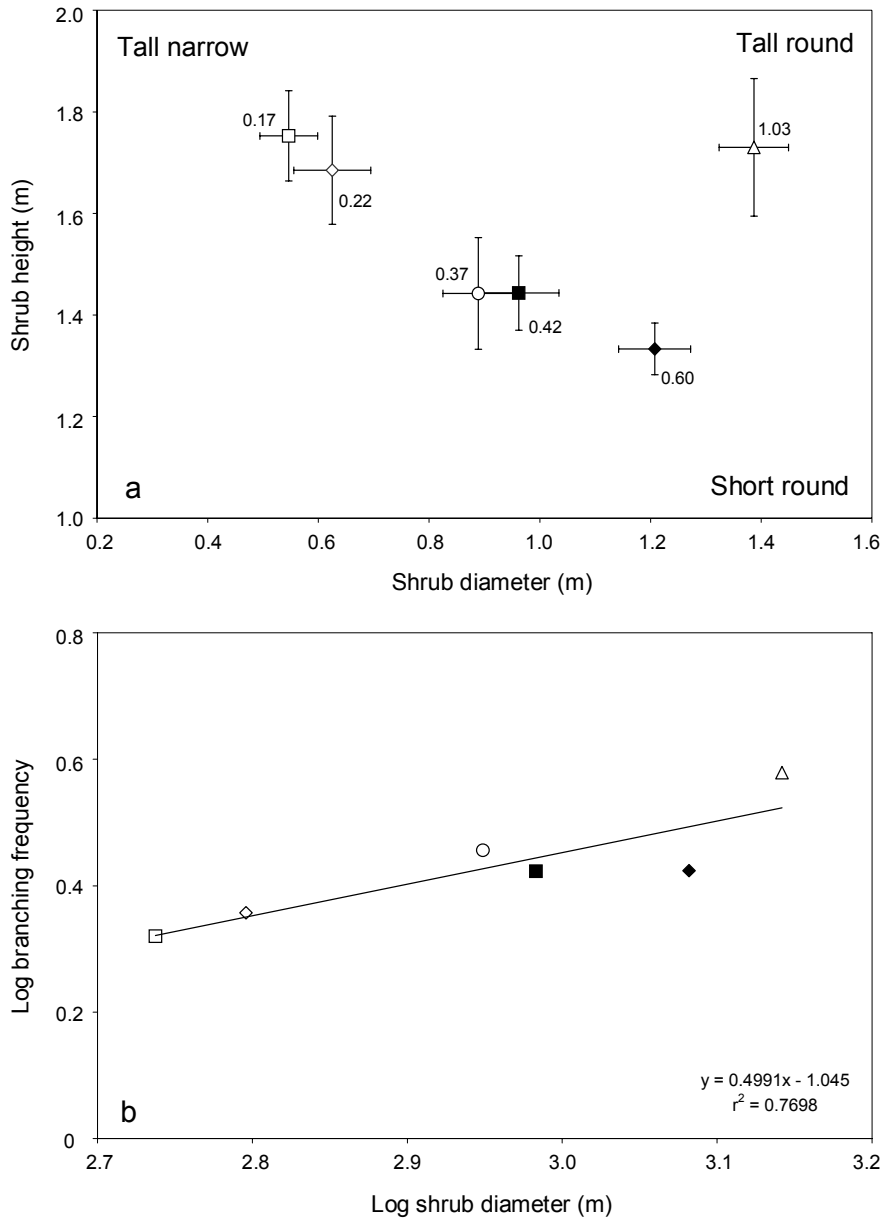 2.0
Tall narrow
Tall round
1.8
0.17
1.03
0.22
1.6
Shrub height (m)
0.37
1.4
0.42
0.60
1.2
a
Short round
1.0
0.2 0.4 0.6 0.8 1.0 1.2 1.4 1.6
Shrub diameter (m)
0.8
0.6
Log branching frequency
0.4
0.2
y = 0.4991x - 1.045
r² = 0.7698
b
0
2.7 2.8 2.9 3.0 3.1 3.2
Log shrub diameter (m)